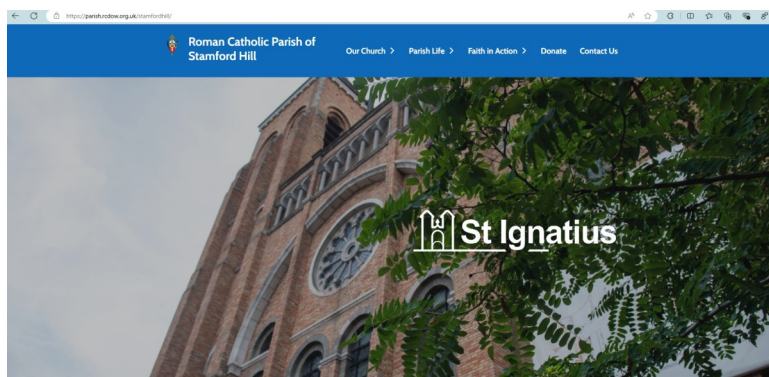 https://parish.rcdow.org.uk/stamfordhill/
Roman Catholic Parish of
Stamford Hill
Our Church
Parish Life
Faith in Action
Donate
Contact Us
St Ignatius